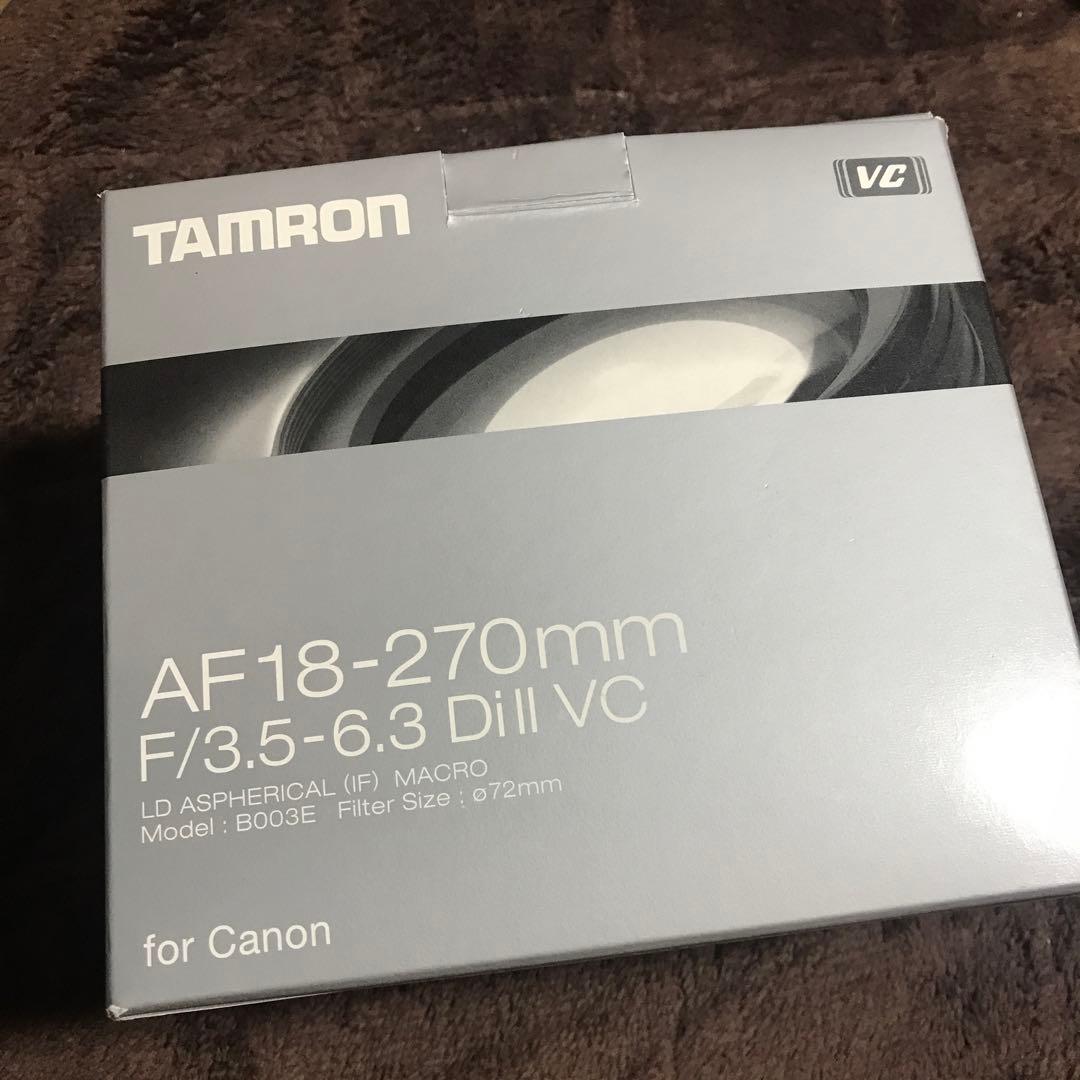 TAMRON
VC
AF18-270mm
F/3.5-6.3 Di II VC
LD ASPHERICAL (IF) MACRO
Model : B003E Filter Size : ø72mm
for Canon